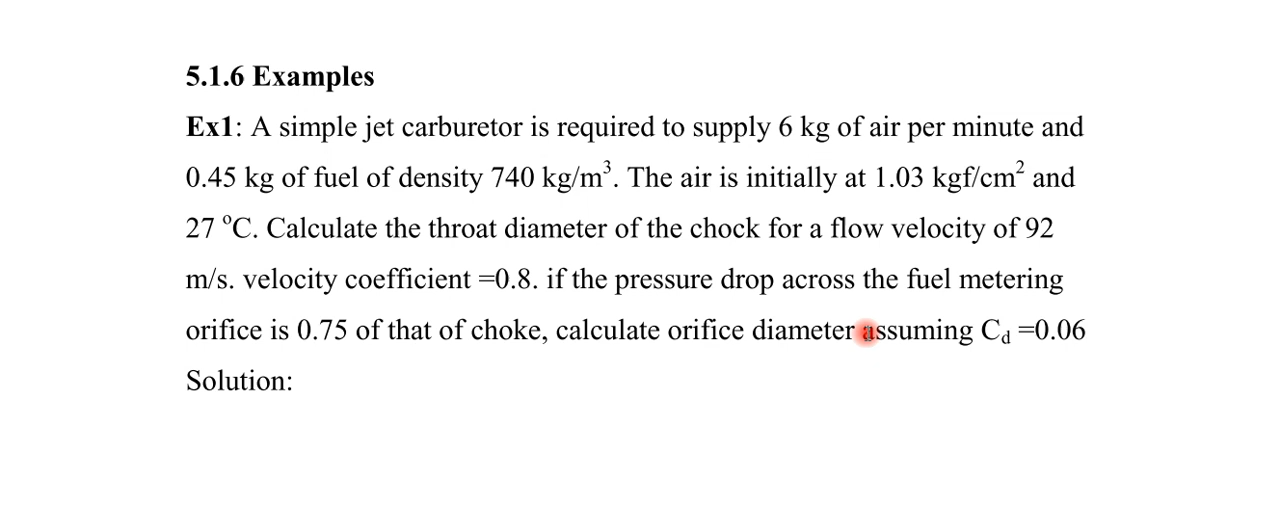 5.1.6 Examples
Ex1: A simple jet carburetor is required to supply 6 kg of air per minute and
0.45 kg of fuel of density 740 kg/m³. The air is initially at 1.03 kgf/cm² and
27 ⁰C. Calculate the throat diameter of the chock for a flow velocity of 92
m/s. velocity coefficient =0.8. if the pressure drop across the fuel metering
orifice is 0.75 of that of choke, calculate orifice diameter assuming Cd =0.06
Solution: